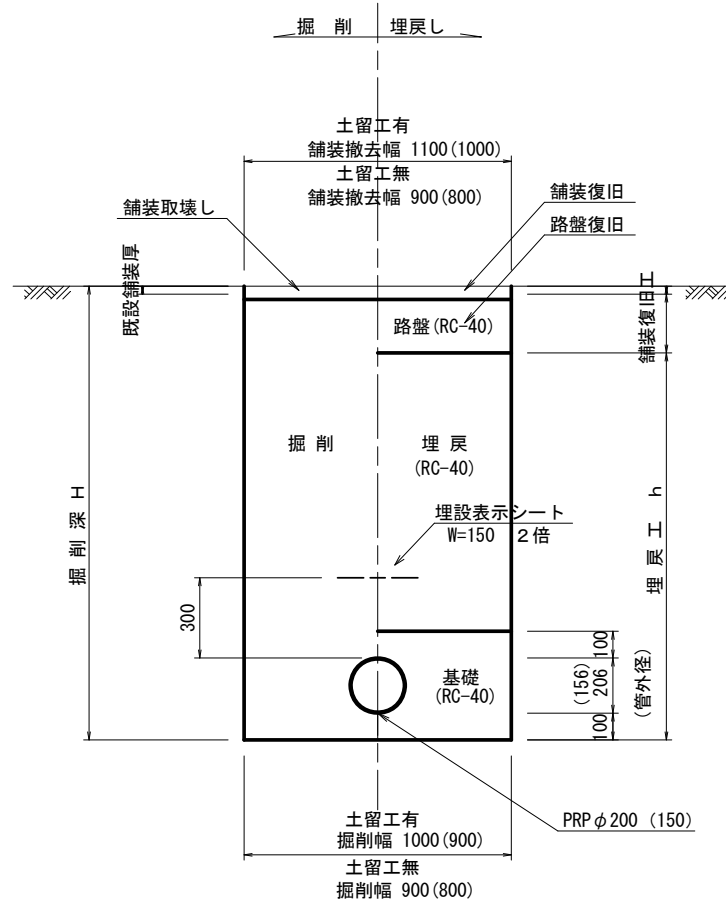 掘 削 埋戻し
土留工有
舗装撤去幅 1100(1000)
土留工無
舗装撤去幅 900(800)
舗装取壊し
舗装復旧
路盤復旧
既設舗装厚
舗装復旧工
路盤(RC-40)
掘 削
埋 戻
(RC-40)
掘 削 深 H
埋 戻 工 h
埋設表示シート
W=150 2倍
300
100
基礎
(RC-40)
(156)
206
(管外径)
100
PRPφ200 (150)
土留工有
掘削幅 1000(900)
土留工無
掘削幅 900(800)